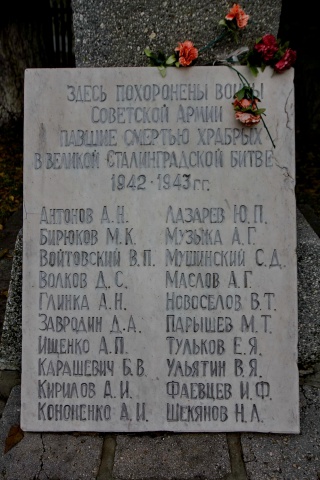 Здесь похоронены воины
Советской Армии
павшие смертью храбрых
в Великой Сталинградской битве
1942-1943 гг.
Антонов А.Н.
Бирюков М.К.
Войтовский В.П.
Волков Д.С.
Глинка А.Н.
Завродин Д.А.
Ищенко А.П.
Карашевич Б.В.
Кирилов А.И.
Кононенко А.И.
Лазарев Ю.П.
Музыка А.Г.
Мушинский С.Д.
Маслов А.Г.
Новоселов В.Т.
Парышев М.Т.
Тульков Е.Я.
Ульятин В.Я.
Фаевцев И.Ф.
Шекянов Н.Л.